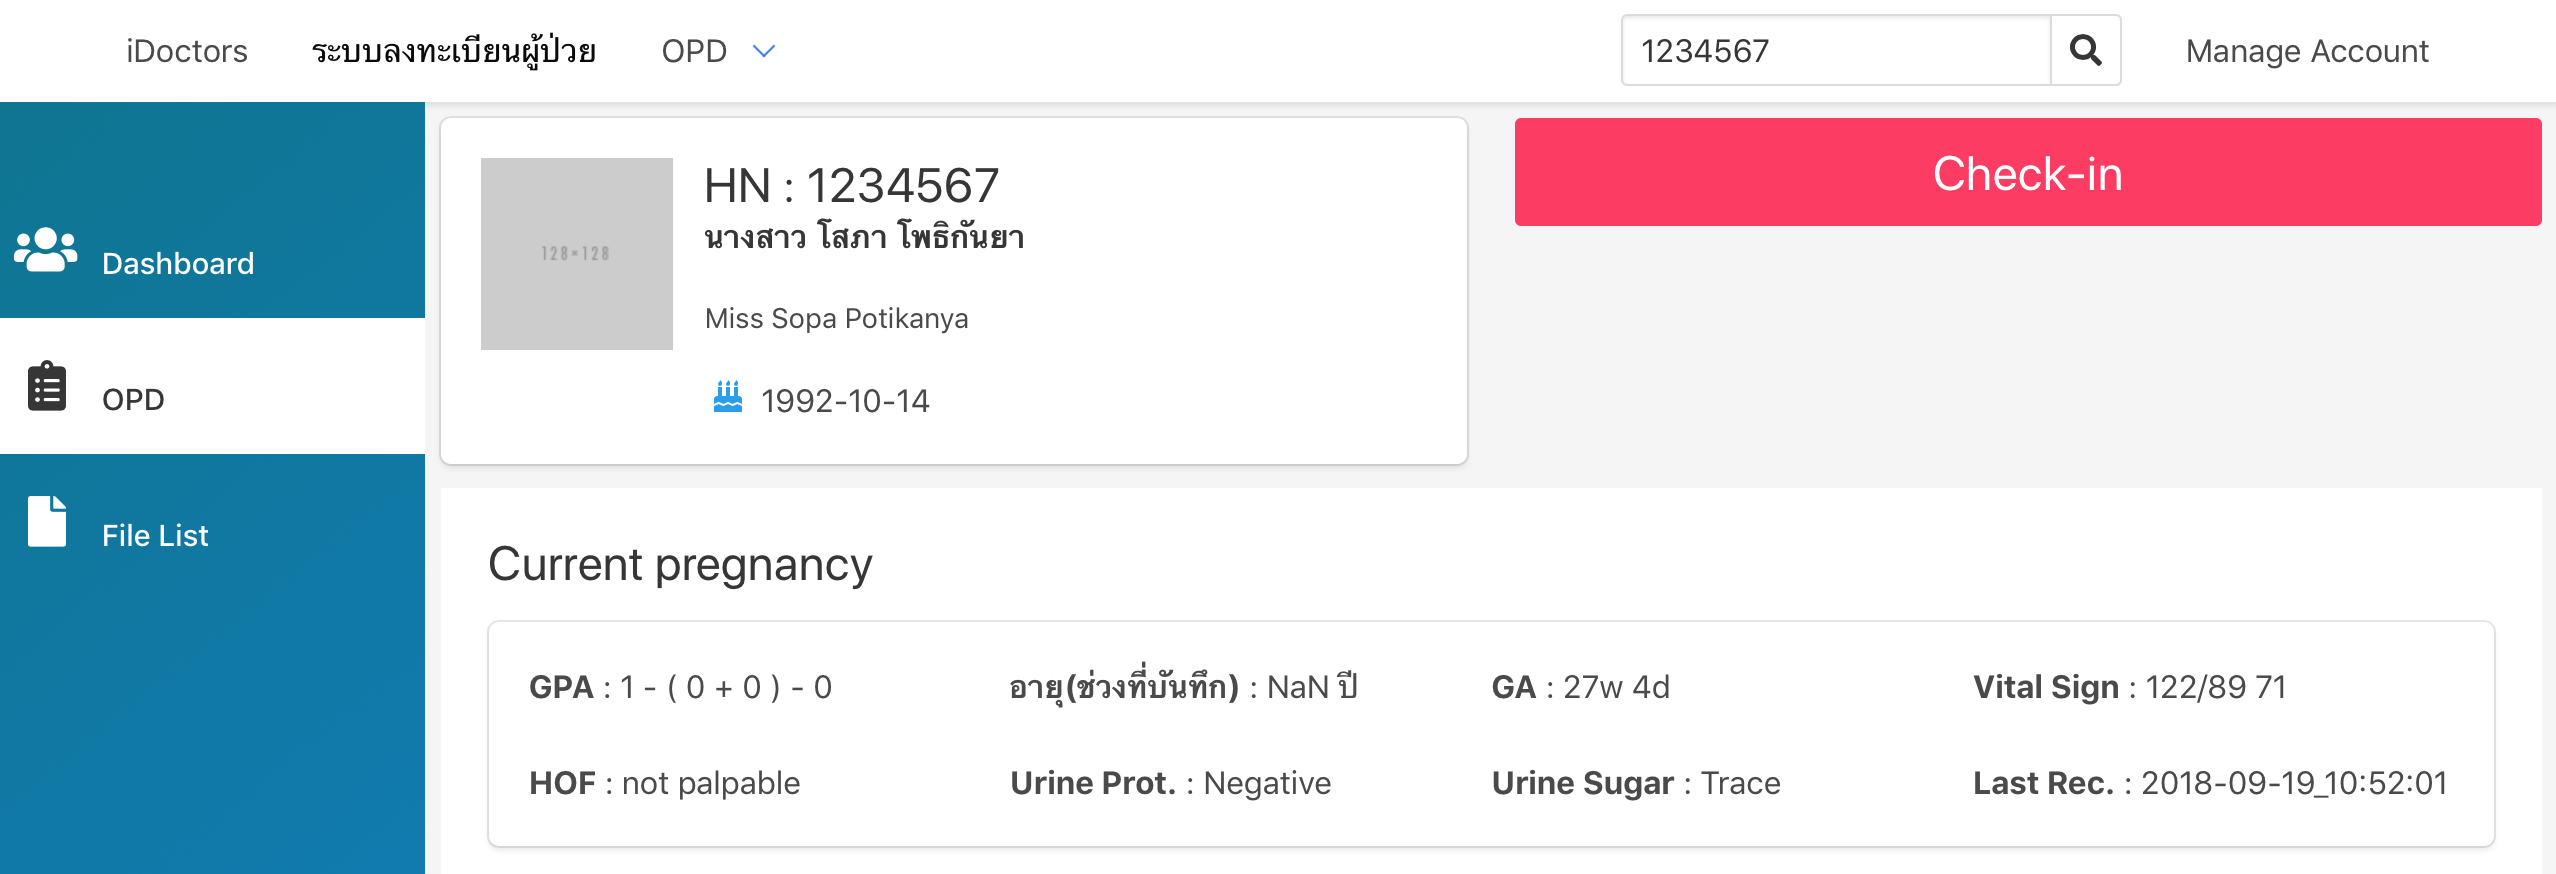 iDoctors ระบบลงทะเบียนผู้ป่วย OPD 1234567 Manage Account
Check-in
Dashboard
OPD
File List
128×128
HN : 1234567
นางสาว โสภา โพธิกันยา
Miss Sopa Potikanya
1992-10-14
Current pregnancy
GPA : 1 - ( 0 + 0 ) - 0 อายุ(ช่วงที่บันทึก) : NaN ปี GA : 27w 4d Vital Sign : 122/89 71
HOF : not palpable Urine Prot. : Negative Urine Sugar : Trace Last Rec. : 2018-09-19_10:52:01